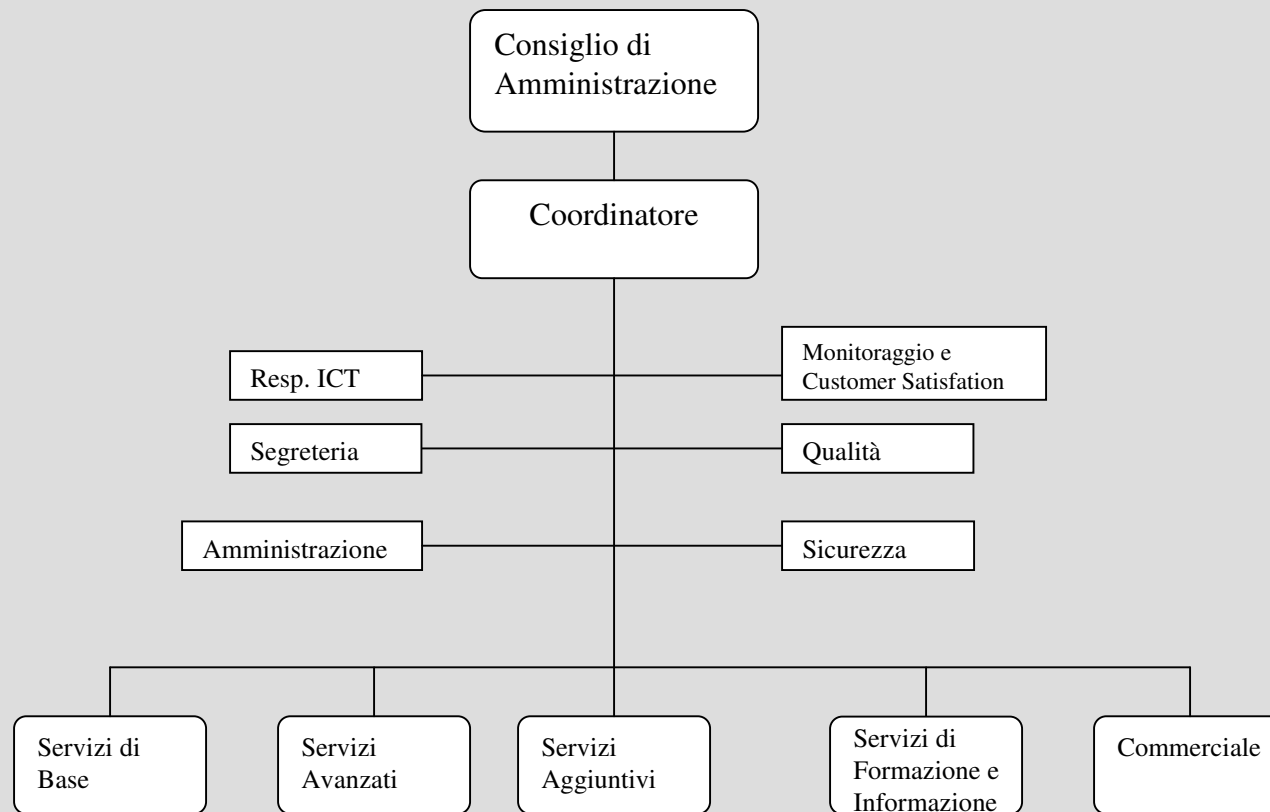 Consiglio di
Amministrazione
Coordinatore
Resp. ICT
Monitoraggio e
Customer Satisfation
Segreteria
Qualità
Amministrazione
Sicurezza
Servizi di
Base
Servizi
Avanzati
Servizi
Aggiuntivi
Servizi di
Formazione e
Informazione
Commerciale